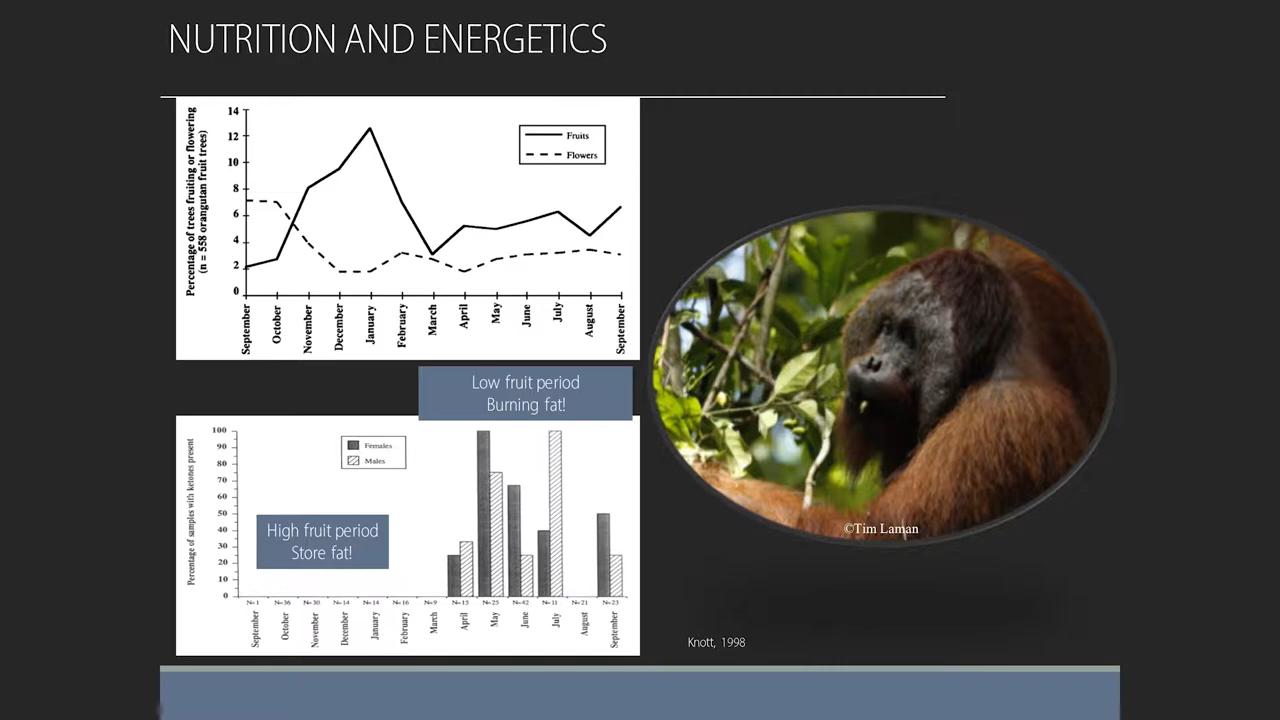 NUTRITION AND ENERGETICS
Percentage of trees fruiting or flowering
(n = 558 orangutan fruit trees)
14
12
10
8
6
4
2
0
Fruits
Flowers
September
October
November
December
January
February
March
April
May
June
July
August
September
Low fruit period
Burning fat!
Percentage of samples with ketones present
100
90
80
70
60
50
40
30
20
10
0
Females
Males
High fruit period
Store fat!
N=1
N=36
N=30
N=14
N=14
N=16
N=9
N=15
N=25
N=42
N=11
N=21
N=23
September
October
November
December
January
February
March
April
May
June
July
August
September
©Tim Laman
Knott, 1998